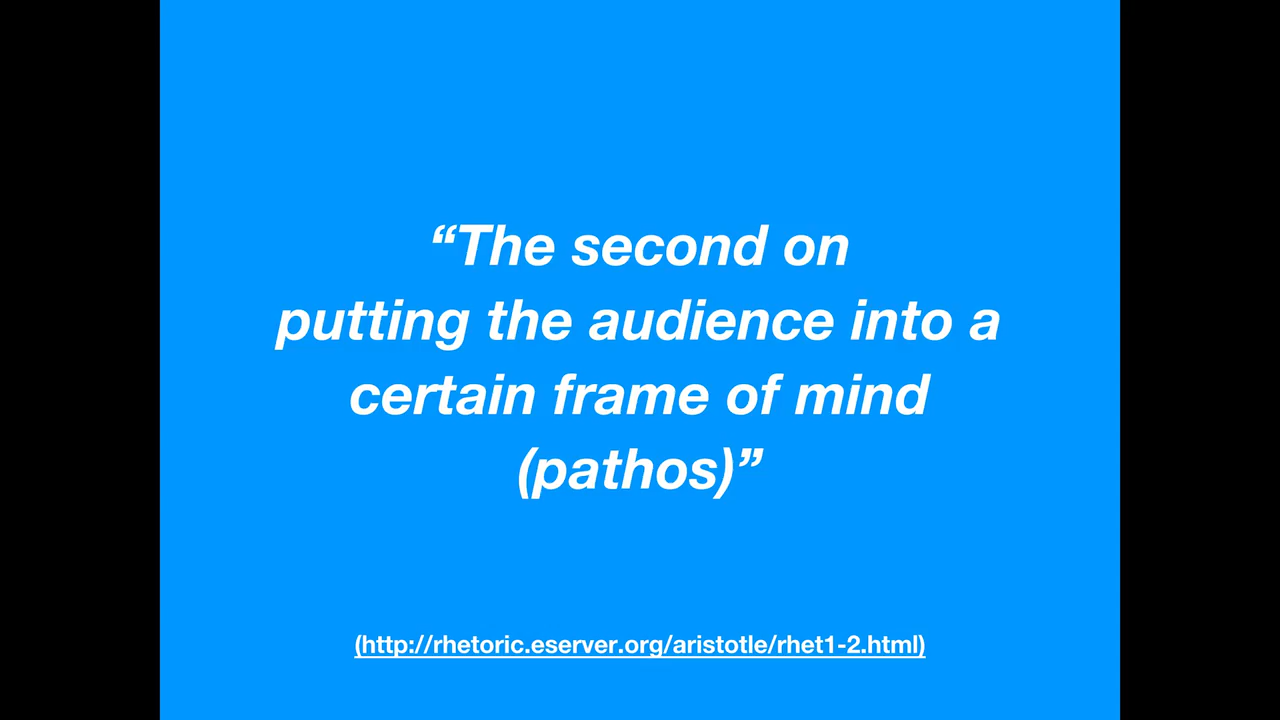 “The second on
putting the audience into a
certain frame of mind
(pathos)”
(http://rhetoric.eserver.org/aristotle/rhet1-2.html)